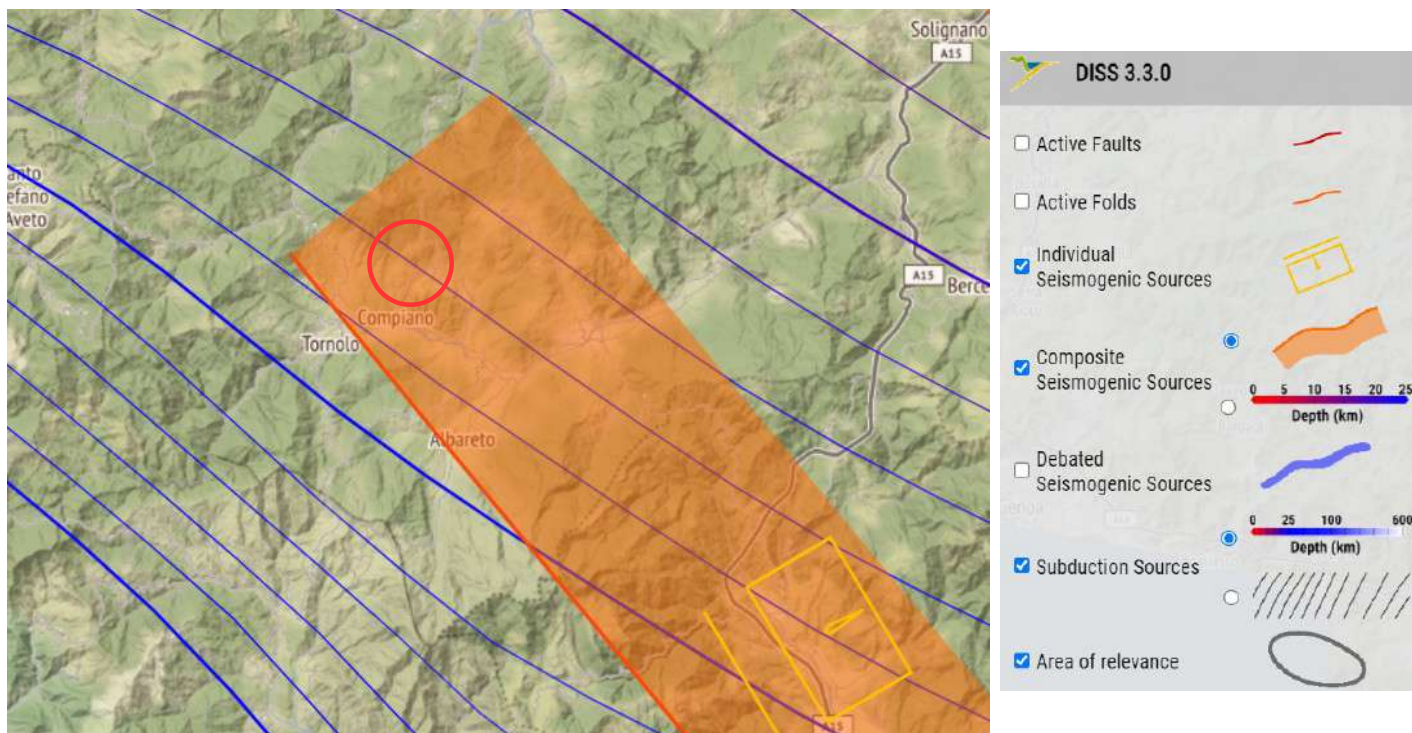 Solignano
A15
anto
efano
Aveto
A15
Berce
Compiano
Tornolo
Albareto
A15
DISS 3.3.0
Active Faults
Active Folds
Individual
Seismogenic Sources
Composite
Seismogenic Sources
0 5 10 15 20 25
Depth (km)
Debated
Seismogenic Sources
0 25 100 600
Depth (km)
Subduction Sources
Area of relevance